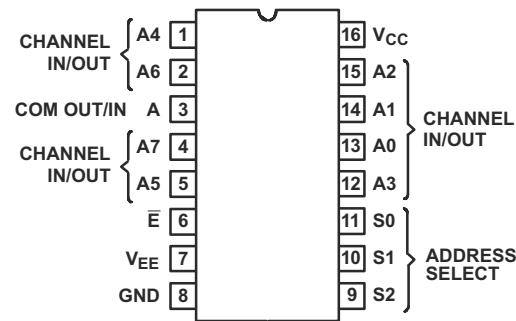 CHANNEL
IN/OUT
A4 1
A6 2
COM OUT/IN A 3
CHANNEL
IN/OUT
A7 4
A5 5
E̅ 6
VEE 7
GND 8
16 VCC
15 A2
14 A1
13 A0
12 A3
CHANNEL
IN/OUT
11 S0
10 S1
9 S2
ADDRESS
SELECT